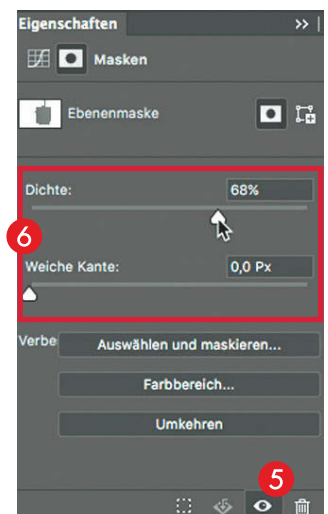 Eigenschaften >>
Masken
Ebenenmaske
Dichte: 68%
6
Weiche Kante: 0,0 Px
Verbe Auswählen und maskieren...
Farbbereich...
Umkehren
5